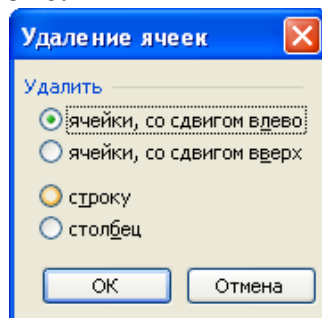 Удаление ячеек
Удалить
ячейки, со сдвигом влево
ячейки, со сдвигом вверх
строку
столбец
ОК
Отмена